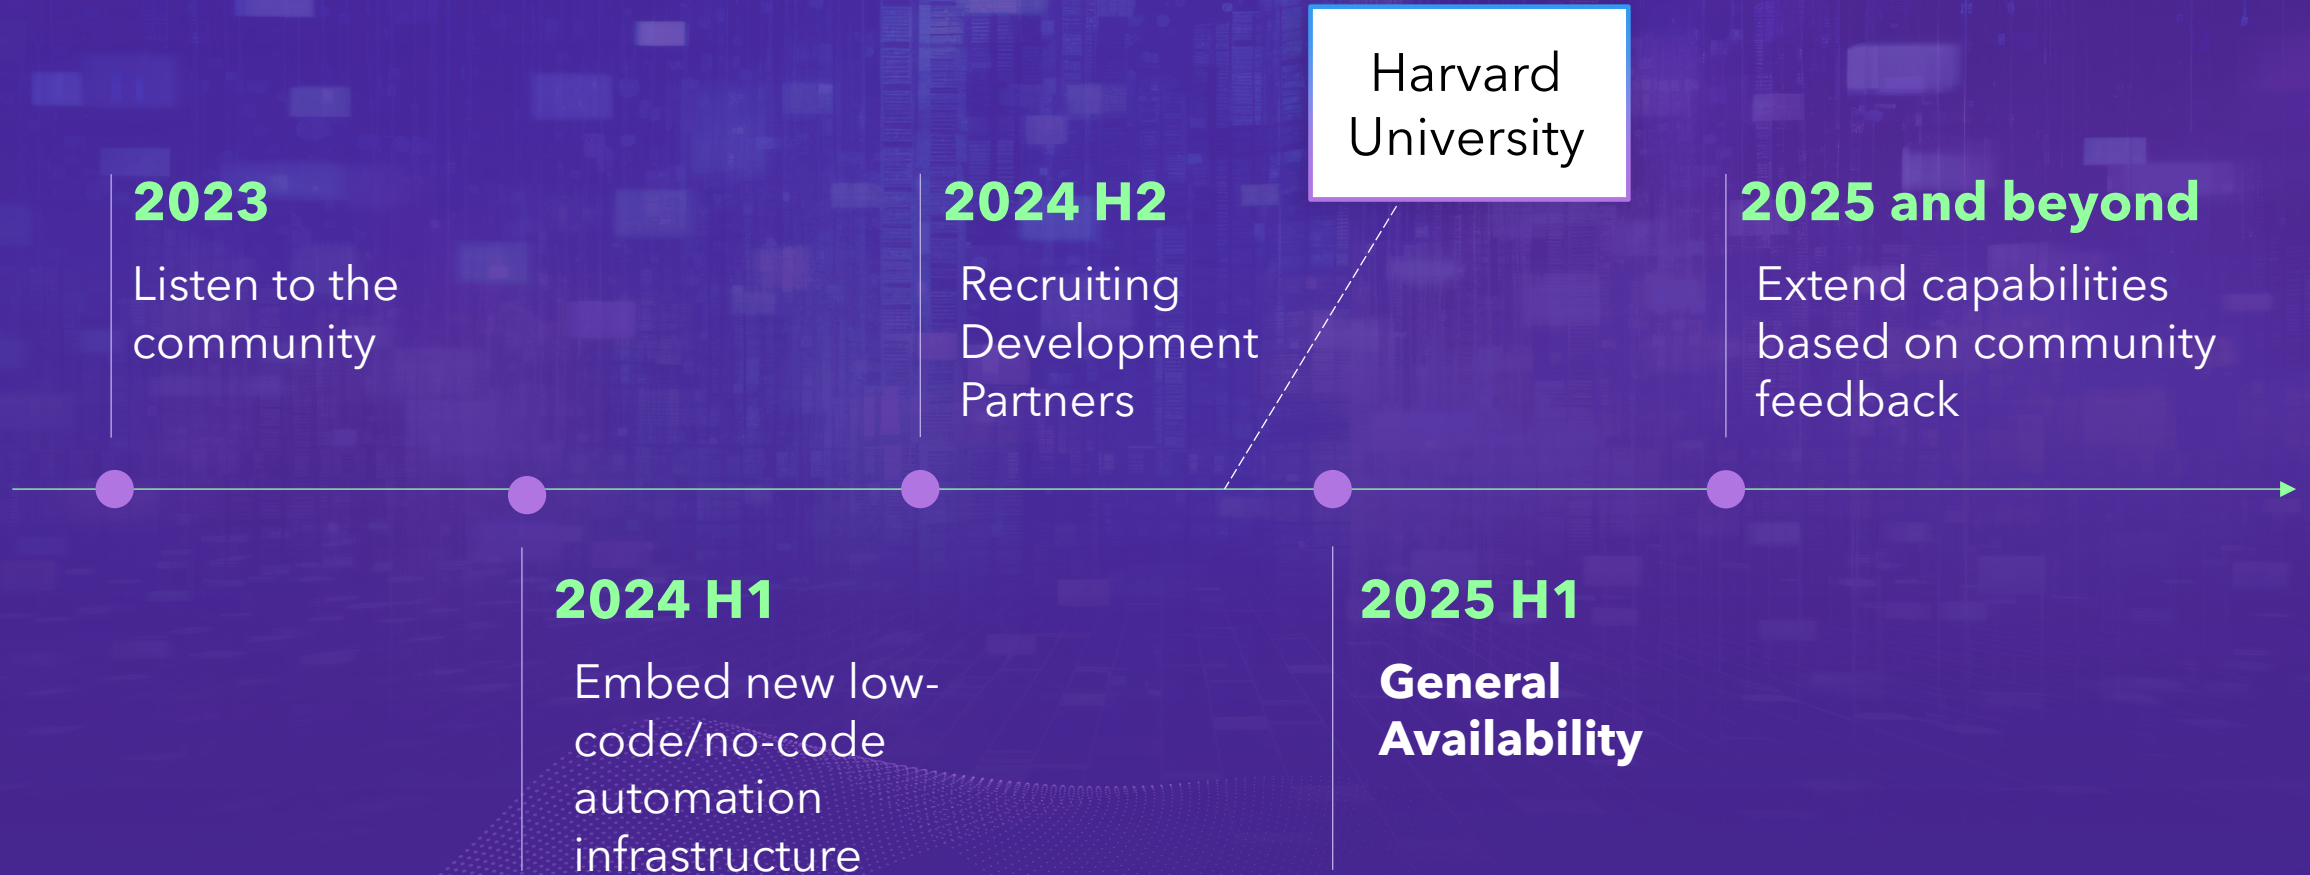 Harvard
University
2023
Listen to the
community
2024 H1
Embed new low-
code/no-code
automation
infrastructure
2024 H2
Recruiting
Development
Partners
2025 H1
General
Availability
2025 and beyond
Extend capabilities
based on community
feedback